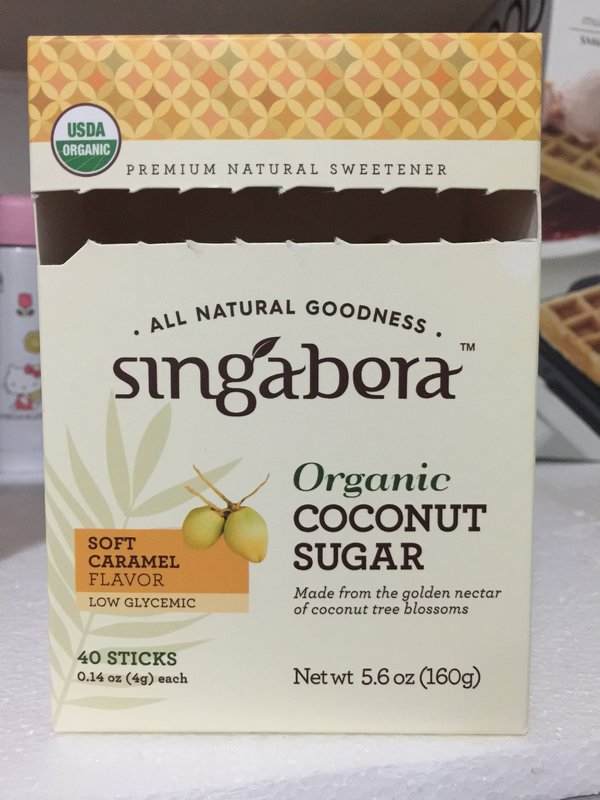 USDA
ORGANIC
PREMIUM NATURAL SWEETENER
· ALL NATURAL GOODNESS ·
singabera™
Organic
COCONUT
SUGAR
Made from the golden nectar
of coconut tree blossoms
SOFT
CARAMEL
FLAVOR
LOW GLYCEMIC
40 STICKS
0.14 oz (4g) each
Net wt 5.6 oz (160g)